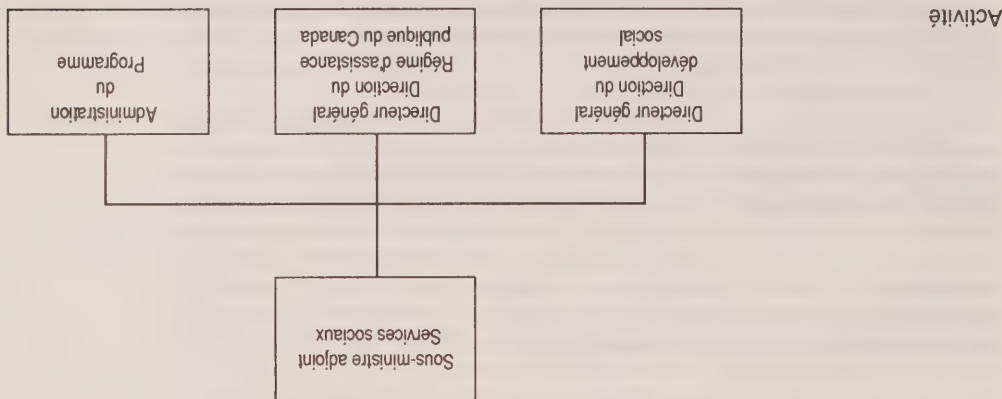 Sous-ministre adjoint
Services sociaux
Directeur général
Direction du
développement
social
Directeur général
Direction du
Régime d'assistance
publique du Canada
Administration
du
Programme
Activité